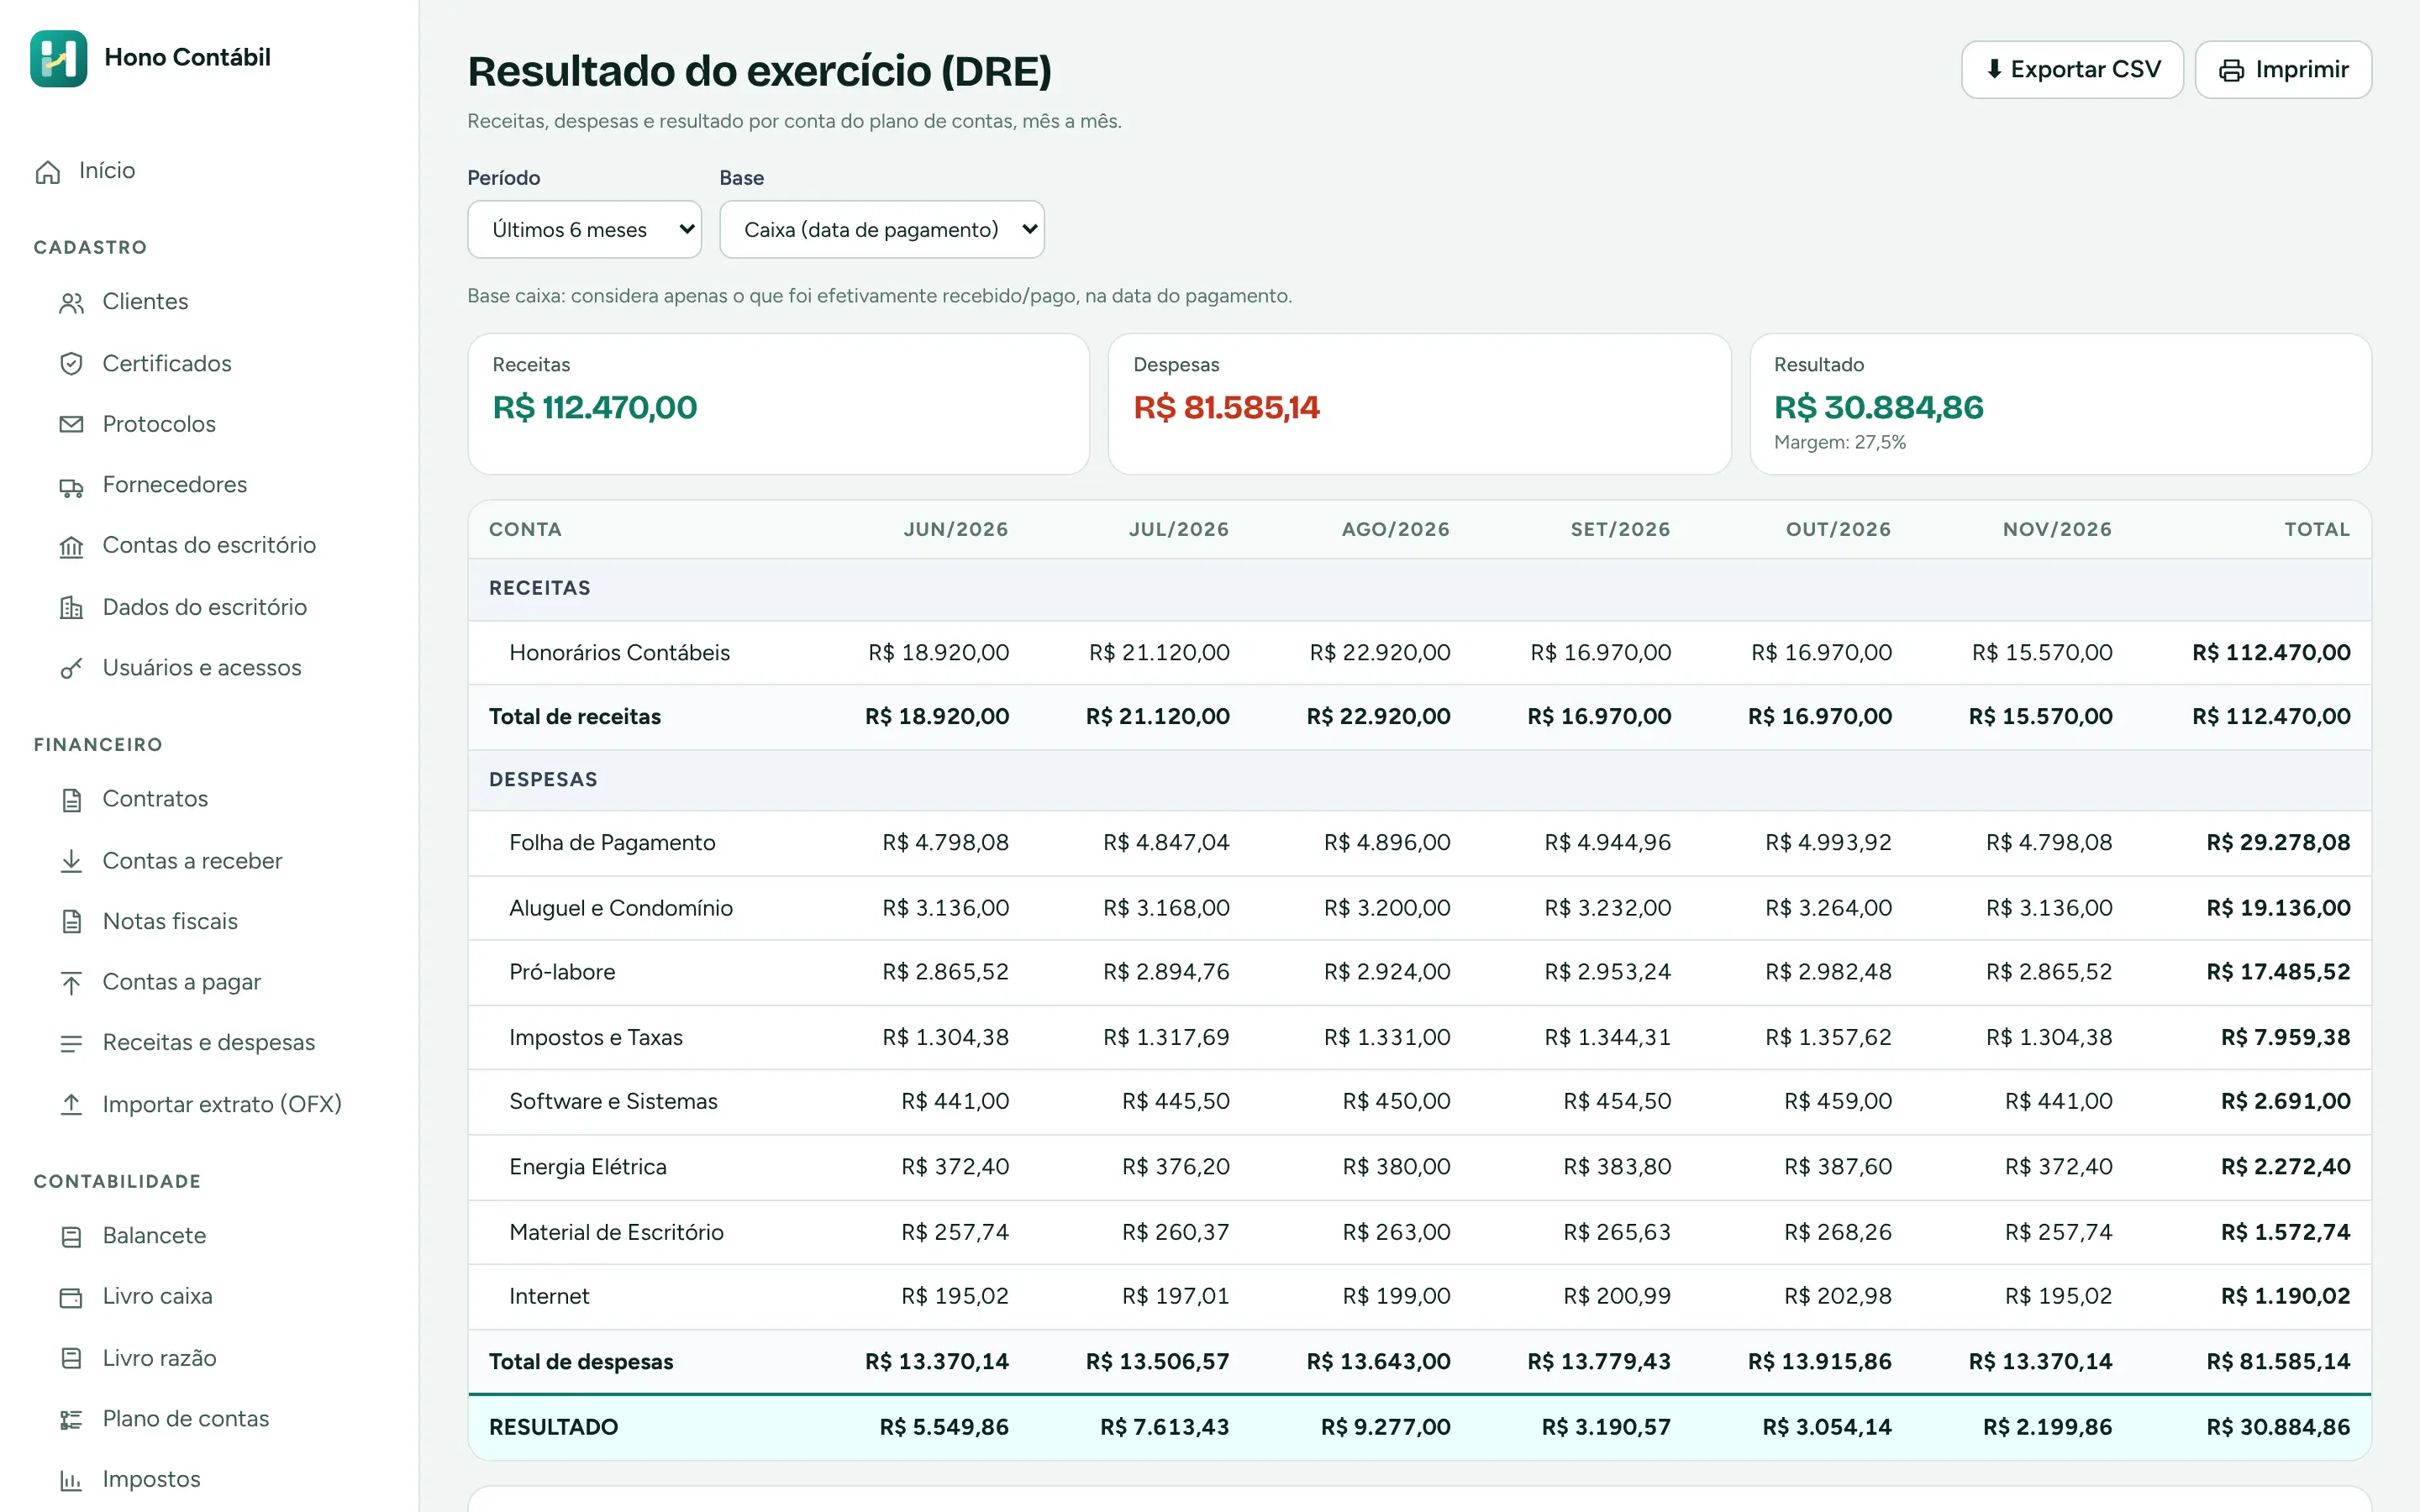 Hono Contábil
Início
CADASTRO
Clientes
Certificados
Protocolos
Fornecedores
Contas do escritório
Dados do escritório
Usuários e acessos
FINANCEIRO
Contratos
Contas a receber
Notas fiscais
Contas a pagar
Receitas e despesas
Importar extrato (OFX)
CONTABILIDADE
Balancete
Livro caixa
Livro razão
Plano de contas
Impostos
Resultado do exercício (DRE)
Exportar CSV
Imprimir
Receitas, despesas e resultado por conta do plano de contas, mês a mês.
Período Base
Últimos 6 meses Caixa (data de pagamento)
Base caixa: considera apenas o que foi efetivamente recebido/pago, na data do pagamento.
Receitas
R$ 112.470,00
Despesas
R$ 81.585,14
Resultado
R$ 30.884,86
Margem: 27,5%
CONTA JUN/2026 JUL/2026 AGO/2026 SET/2026 OUT/2026 NOV/2026 TOTAL
RECEITAS
Honorários Contábeis R$ 18.920,00 R$ 21.120,00 R$ 22.920,00 R$ 16.970,00 R$ 16.970,00 R$ 15.570,00 R$ 112.470,00
Total de receitas R$ 18.920,00 R$ 21.120,00 R$ 22.920,00 R$ 16.970,00 R$ 16.970,00 R$ 15.570,00 R$ 112.470,00
DESPESAS
Folha de Pagamento R$ 4.798,08 R$ 4.847,04 R$ 4.896,00 R$ 4.944,96 R$ 4.993,92 R$ 4.798,08 R$ 29.278,08
Aluguel e Condomínio R$ 3.136,00 R$ 3.168,00 R$ 3.200,00 R$ 3.232,00 R$ 3.264,00 R$ 3.136,00 R$ 19.136,00
Pró-labore R$ 2.865,52 R$ 2.894,76 R$ 2.924,00 R$ 2.953,24 R$ 2.982,48 R$ 2.865,52 R$ 17.485,52
Impostos e Taxas R$ 1.304,38 R$ 1.317,69 R$ 1.331,00 R$ 1.344,31 R$ 1.357,62 R$ 1.304,38 R$ 7.959,38
Software e Sistemas R$ 441,00 R$ 445,50 R$ 450,00 R$ 454,50 R$ 459,00 R$ 441,00 R$ 2.691,00
Energia Elétrica R$ 372,40 R$ 376,20 R$ 380,00 R$ 383,80 R$ 387,60 R$ 372,40 R$ 2.272,40
Material de Escritório R$ 257,74 R$ 260,37 R$ 263,00 R$ 265,63 R$ 268,26 R$ 257,74 R$ 1.572,74
Internet R$ 195,02 R$ 197,01 R$ 199,00 R$ 200,99 R$ 202,98 R$ 195,02 R$ 1.190,02
Total de despesas R$ 13.370,14 R$ 13.506,57 R$ 13.643,00 R$ 13.779,43 R$ 13.915,86 R$ 13.370,14 R$ 81.585,14
RESULTADO R$ 5.549,86 R$ 7.613,43 R$ 9.277,00 R$ 3.190,57 R$ 3.054,14 R$ 2.199,86 R$ 30.884,86